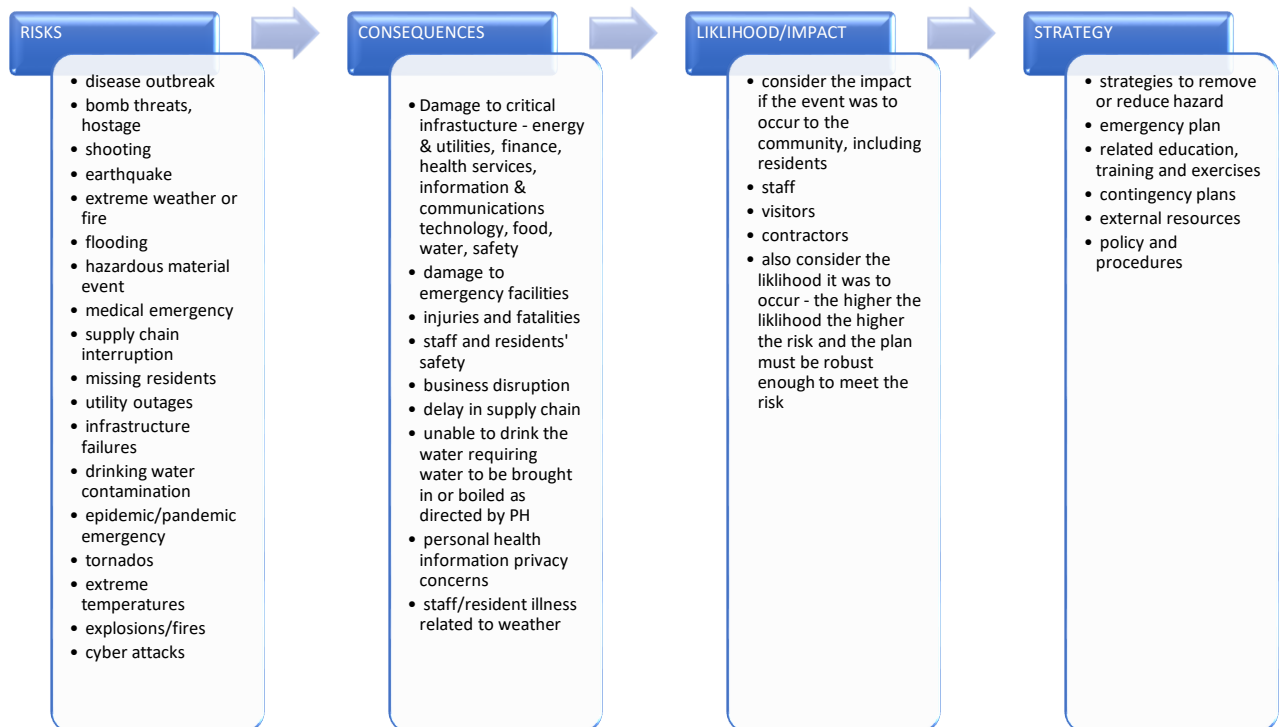 RISKS
• disease outbreak
• bomb threats,
hostage
• shooting
• earthquake
• extreme weather or
fire
• flooding
• hazardous material
event
• medical emergency
• supply chain
interruption
• missing residents
• utility outages
• infrastructure
failures
• drinking water
contamination
• epidemic/pandemic
emergency
• tornados
• extreme
temperatures
• explosions/fires
• cyber attacks
CONSEQUENCES
• Damage to critical
infrastucture - energy
& utilities, finance,
health services,
information &
communications
technology, food,
water, safety
• damage to
emergency facilities
• injuries and fatalities
• staff and residents'
safety
• business disruption
• delay in supply chain
• unable to drink the
water requiring
water to be brought
in or boiled as
directed by PH
• personal health
information privacy
concerns
• staff/resident illness
related to weather
LIKLIHOOD/IMPACT
• consider the impact
if the event was to
occur to the
community, including
residents
• staff
• visitors
• contractors
• also consider the
liklihood it was to
occur - the higher the
liklihood the higher
the risk and the plan
must be robust
enough to meet the
risk
STRATEGY
• strategies to remove
or reduce hazard
• emergency plan
• related education,
training and exercises
• contingency plans
• external resources
• policy and
procedures